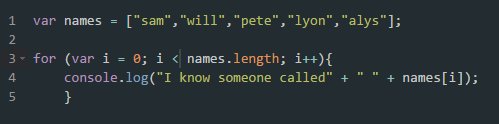 1 var names = ["sam","will","pete","lyon","alys"];
2
3 for (var i = 0; i < names.length; i++){
4     console.log("I know someone called" + " " + names[i]);
5     }